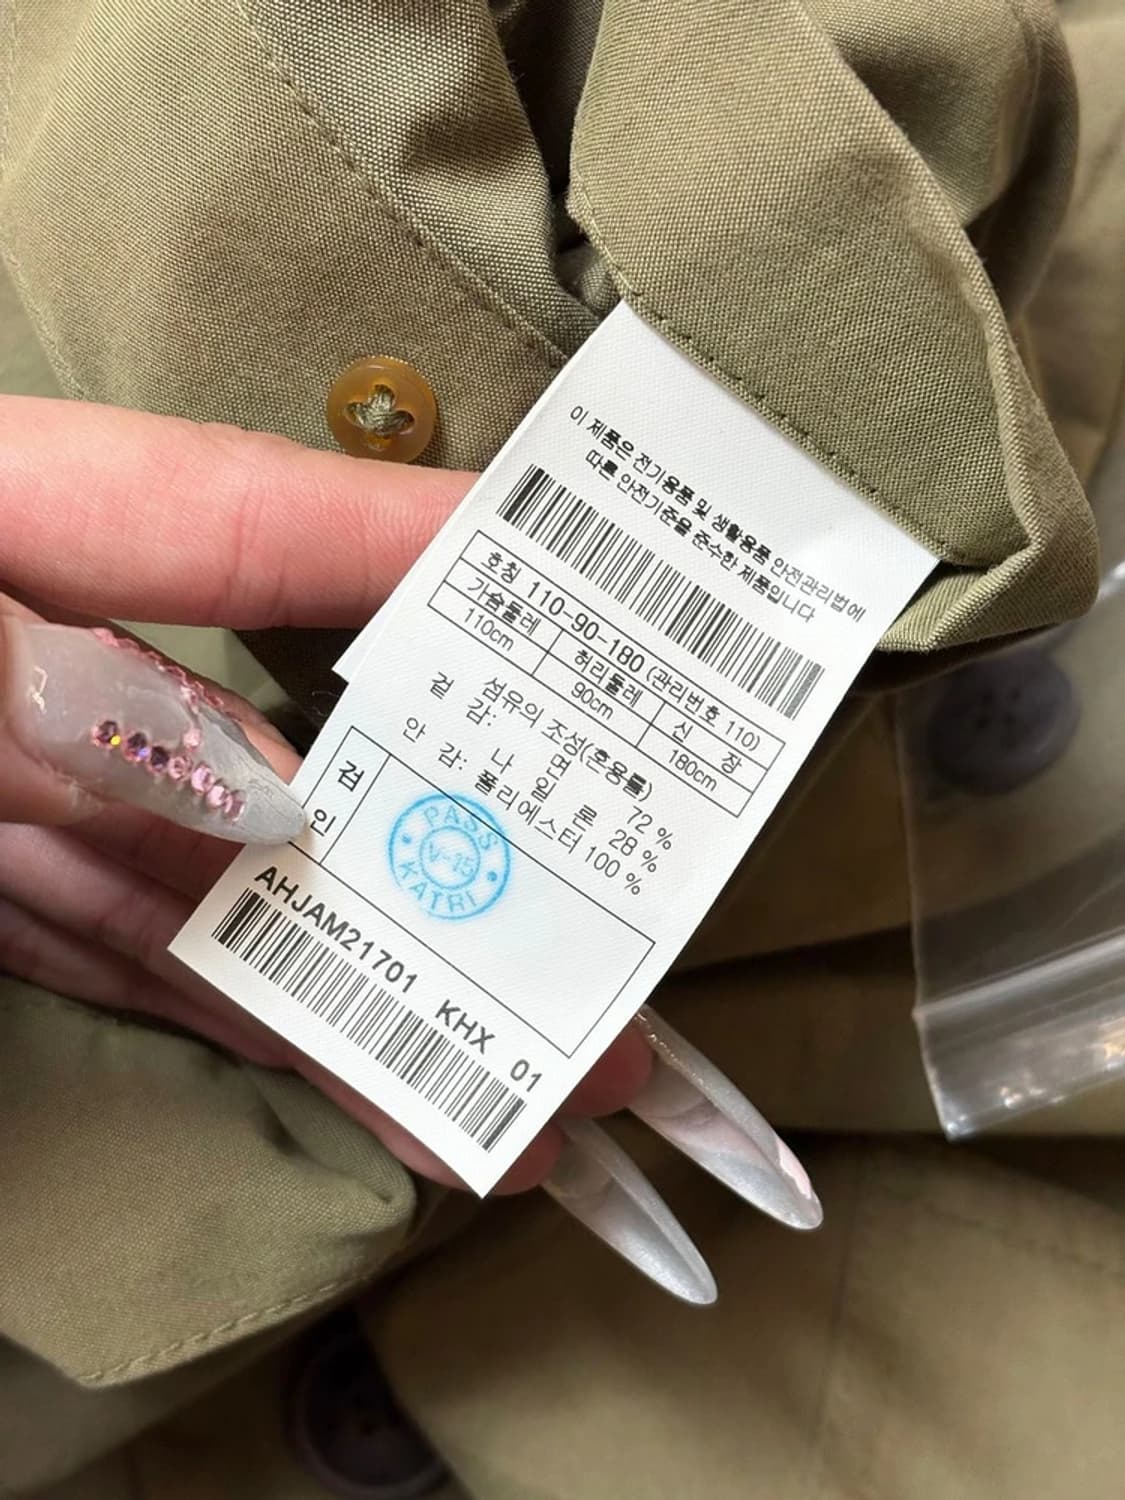 이 제품은 전기용품 및 생활용품 안전관리법에
따른 안전기준을 준수한 제품입니다
호칭 110-90-180 (관리번호 110)
가슴둘레 허리둘레 신 장
110cm 90cm 180cm
섬유의 조성(혼용률)
겉 감: 면 72 %
나 일 론 28 %
안 감: 폴리에스터 100 %
검 인
PASS
V-15
KATRI
AHJAM21701 KHX 01